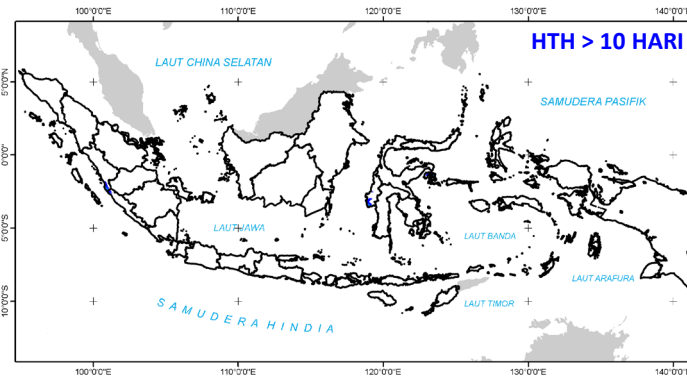 100°0'0"E 110°0'0"E 120°0'0"E 130°0'0"E 140°0'0"
HTH > 10 HARI
LAUT CHINA SELATAN
5°0'0"N
SAMUDERA PASIFIK
0°0'0"
5°0'0"S
LAUT JAWA
LAUT BANDA
LAUT ARAFURA
10°0'0"S
LAUT TIMOR
SAMUDERA HINDIA
100°0'0"E 110°0'0"E 120°0'0"E 130°0'0"E 140°0'0"